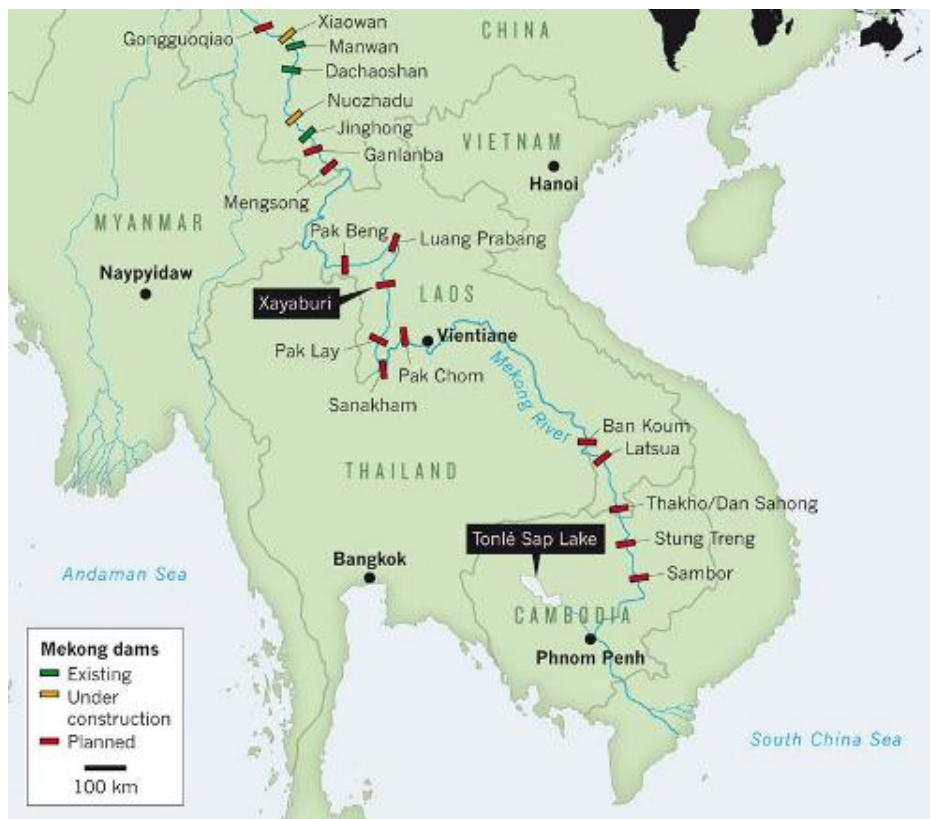 Xiaowan
Gongguoqiao
Manwan
CHINA
Dachaoshan
Nuozhadu
Jinghong
VIETNAM
Ganlanba
Hanoi
Mengsong
MYANMAR
Pak Beng
Luang Prabang
Naypyidaw
Xayaburi
LAOS
Vientiane
Pak Lay
Pak Chom
Sanakham
Mekong River
Ban Koum
Latsua
THAILAND
Thakho/Dan Sahong
Tonlé Sap Lake
Stung Treng
Bangkok
Sambor
Andaman Sea
CAMBODIA
Phnom Penh
Mekong dams
Existing
Under
construction
Planned
100 km
South China Sea